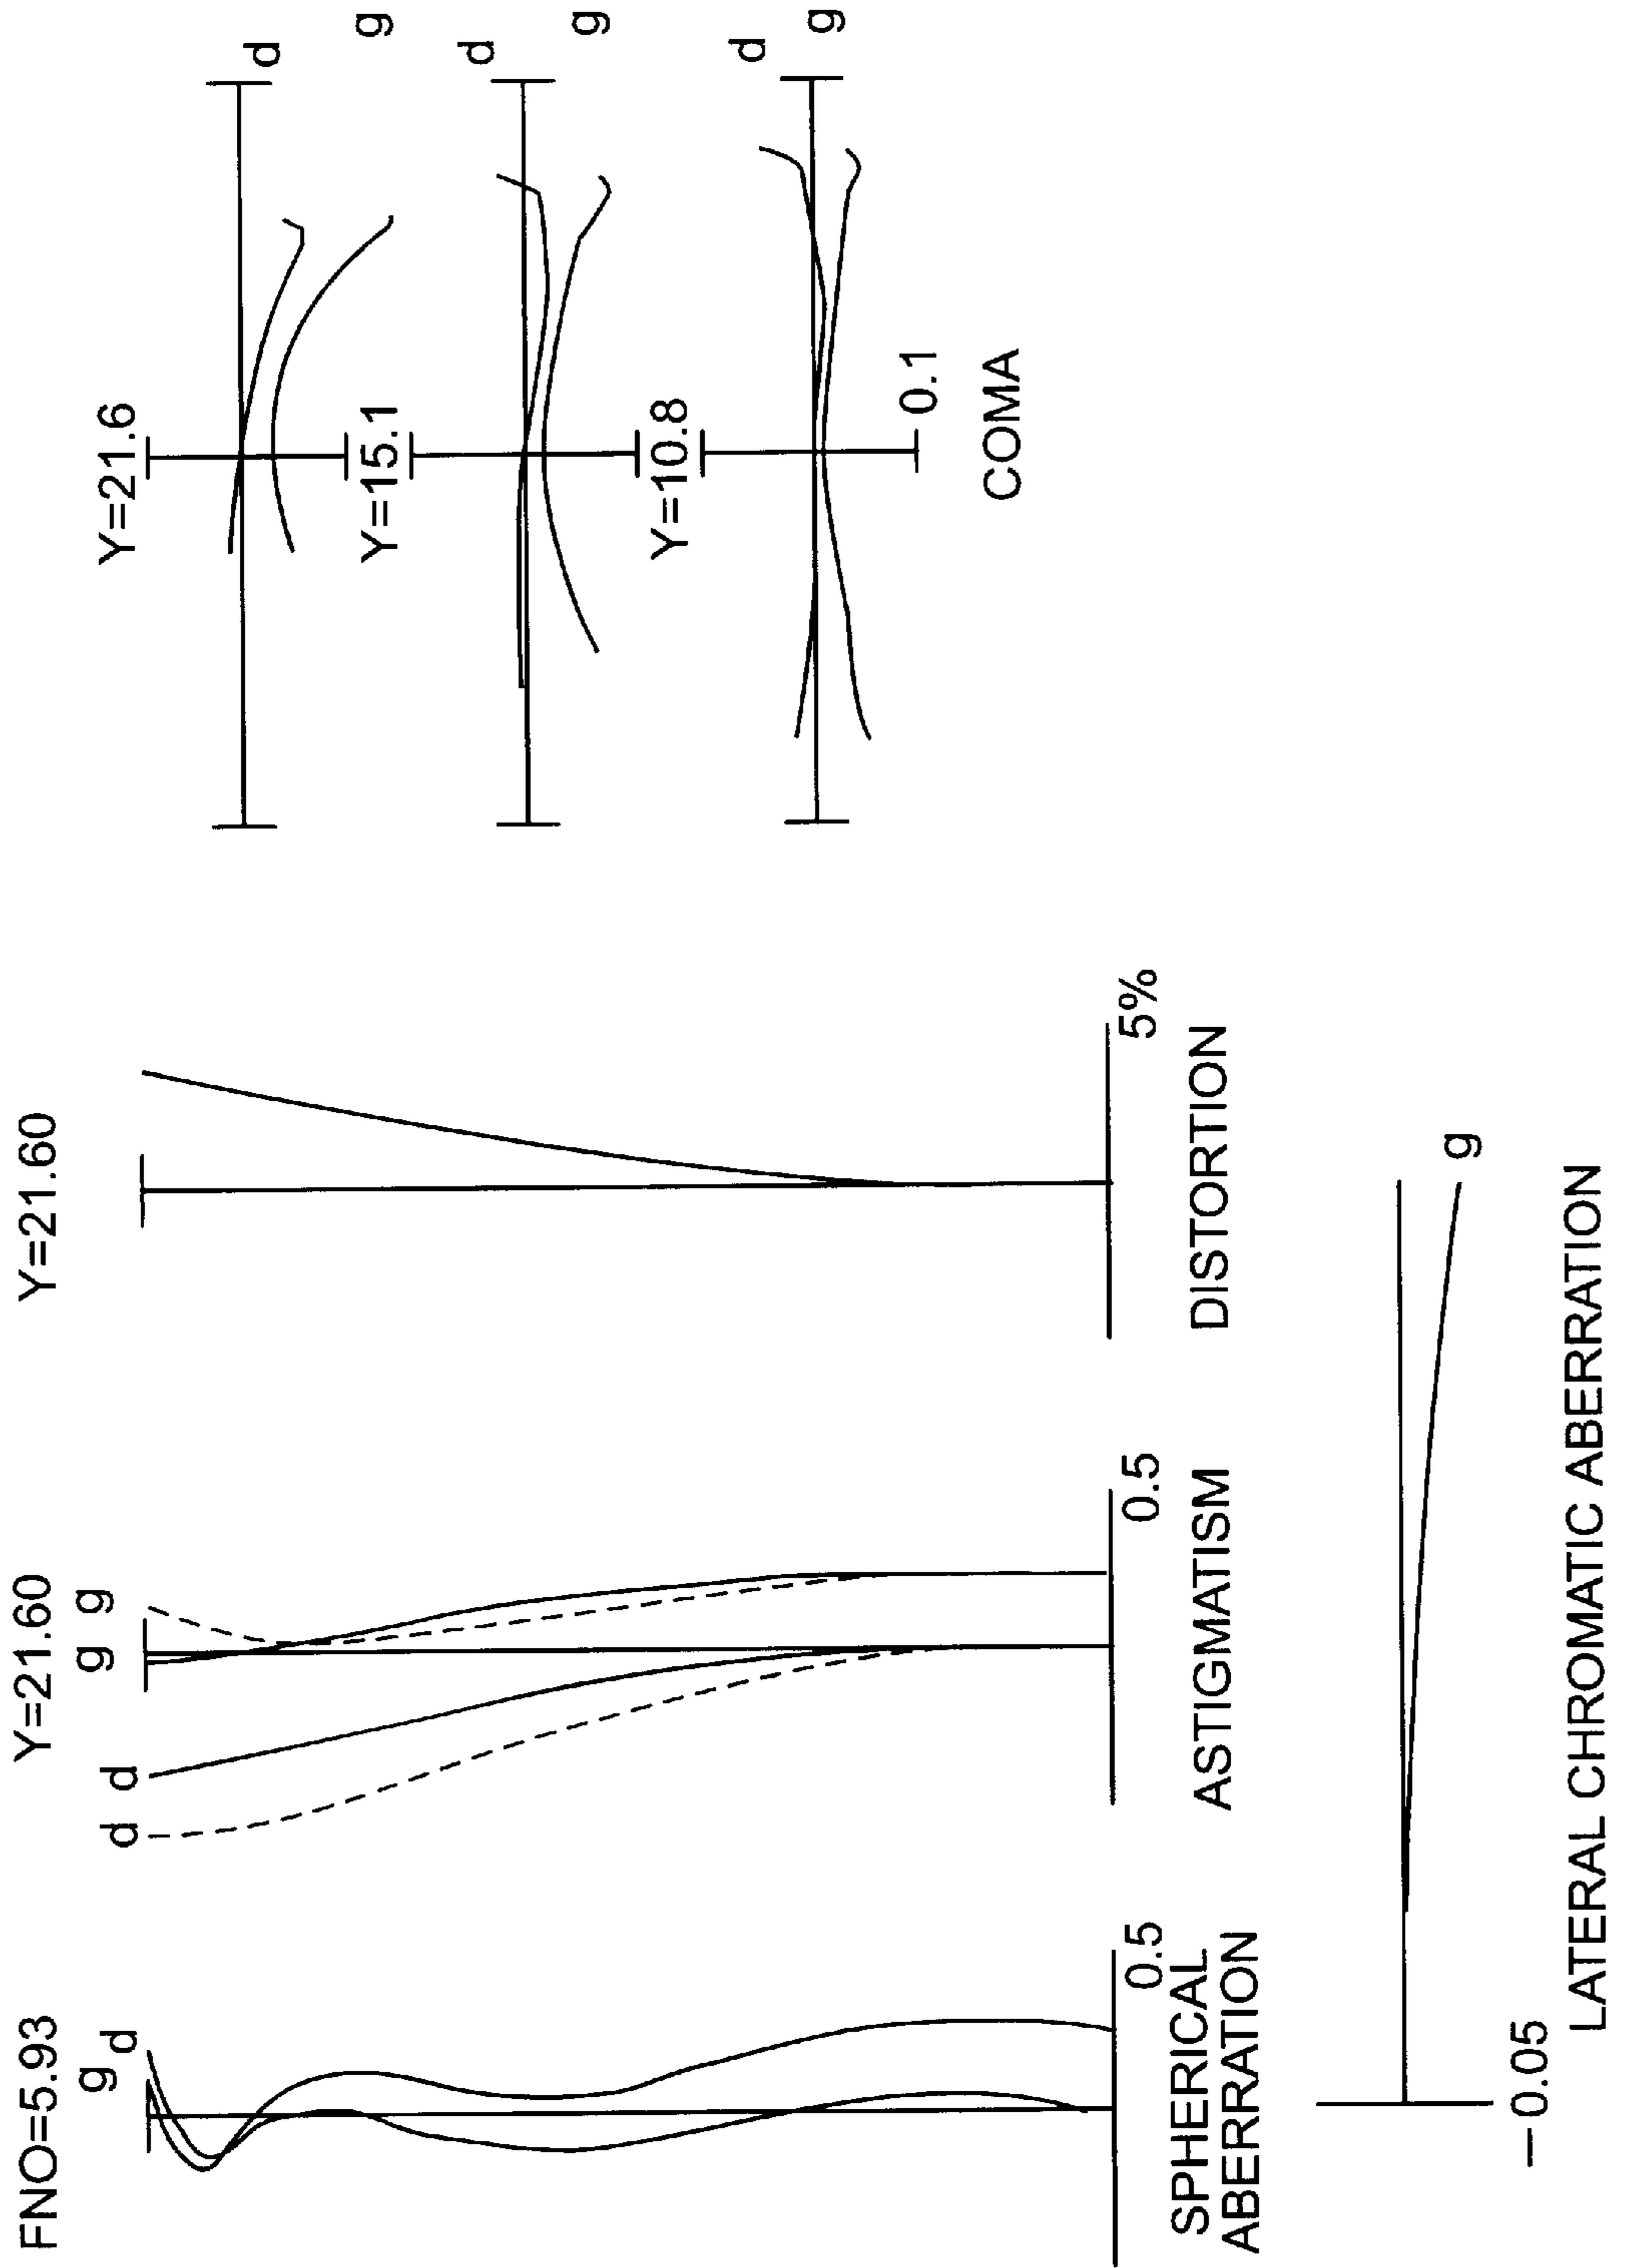 FNO=5.93
g d
0.5
SPHERICAL
ABERRATION
Y=21.60
d d g g
0.5
ASTIGMATISM
Y=21.60
5%
DISTORTION
Y=21.6
d
g
Y=15.1
d
g
Y=10.8
d
g
0.1
COMA
g
−0.05
LATERAL CHROMATIC ABERRATION